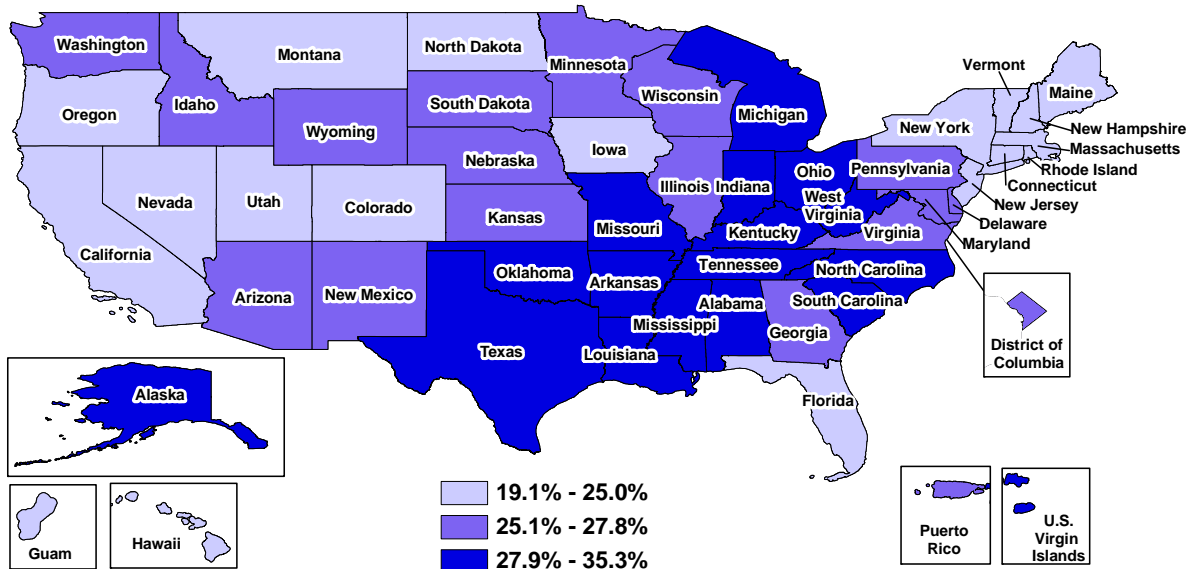 Washington
Montana
North Dakota
Minnesota
Vermont
Maine
Oregon
Idaho
South Dakota
Wisconsin
Michigan
New York
New Hampshire
Wyoming
Massachusetts
Nebraska
Iowa
Rhode Island
Nevada
Utah
Colorado
Illinois
Indiana
Ohio
Pennsylvania
Connecticut
New Jersey
West
Virginia
Delaware
Kansas
Missouri
Kentucky
Virginia
Maryland
California
Arizona
New Mexico
Oklahoma
Arkansas
Tennessee
North Carolina
Alabama
South Carolina
Mississippi
Georgia
Texas
Louisiana
District of
Columbia
Alaska
Florida
19.1% - 25.0%
25.1% - 27.8%
27.9% - 35.3%
Guam
Hawaii
Puerto
Rico
U.S.
Virgin
Islands